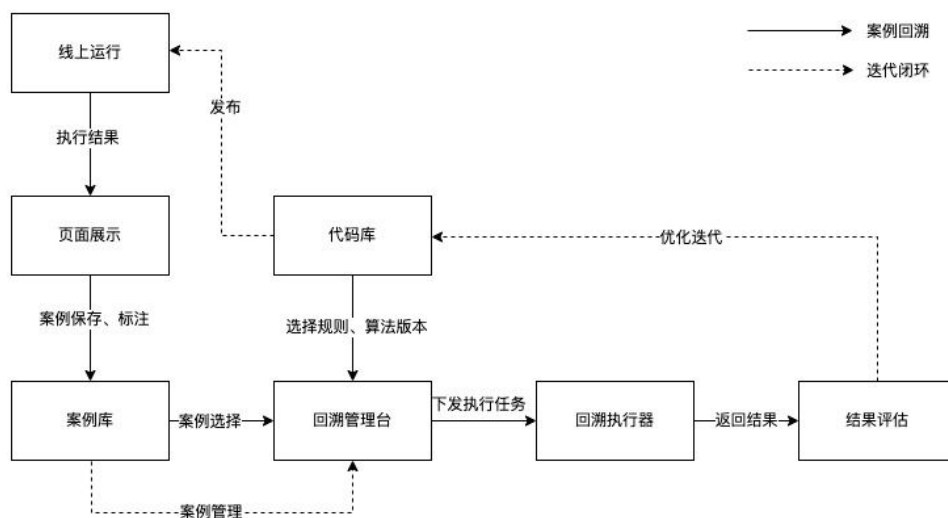 线上运行
案例回溯
迭代闭环
发布
执行结果
页面展示
代码库
优化迭代
案例保存、标注
选择规则、算法版本
案例库
案例选择
回溯管理台
下发执行任务
回溯执行器
返回结果
结果评估
案例管理